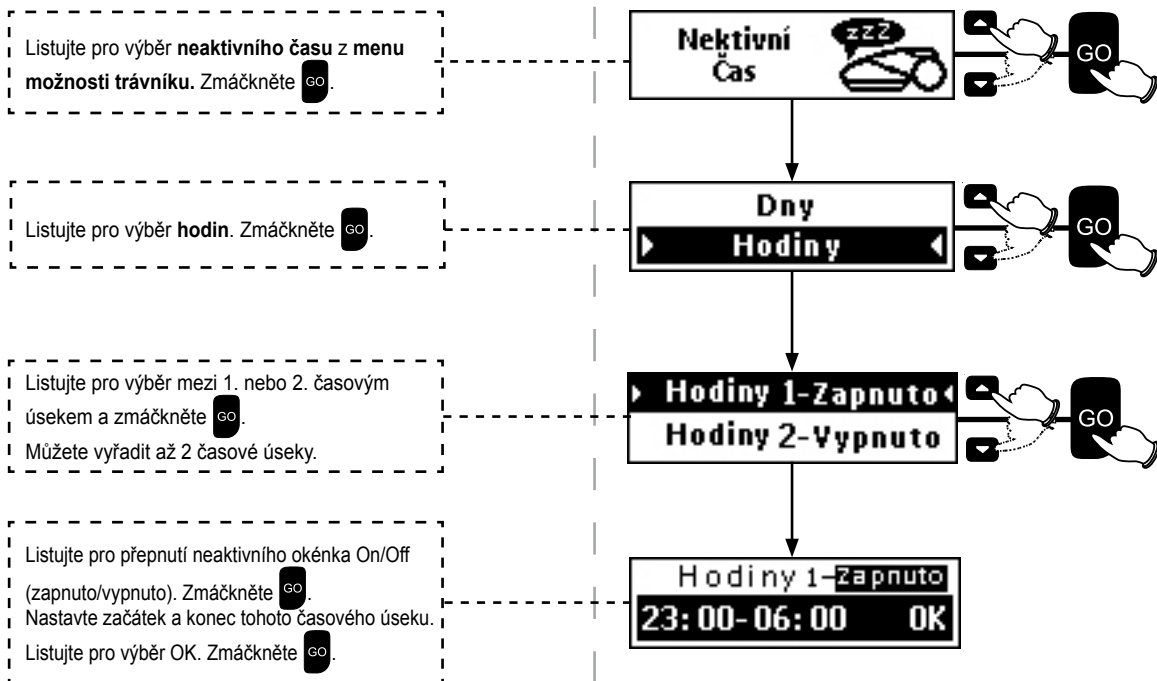 Listujte pro výběr neaktivního času z menu
možnosti trávníku. Zmáčkněte GO.
Nektivní
Čas
zzz
GO
Listujte pro výběr hodin. Zmáčkněte GO.
Dny
Hodiny
GO
Listujte pro výběr mezi 1. nebo 2. časovým
úsekem a zmáčkněte GO.
Můžete vyřadit až 2 časové úseky.
Hodiny 1-Zapnuto
Hodiny 2-Vypnuto
GO
Listujte pro přepnutí neaktivního okénka On/Off
(zapnuto/vypnuto). Zmáčkněte GO.
Nastavte začátek a konec tohoto časového úseku.
Listujte pro výběr OK. Zmáčkněte GO.
Hodiny 1-Zapnuto
23:00-06:00 OK